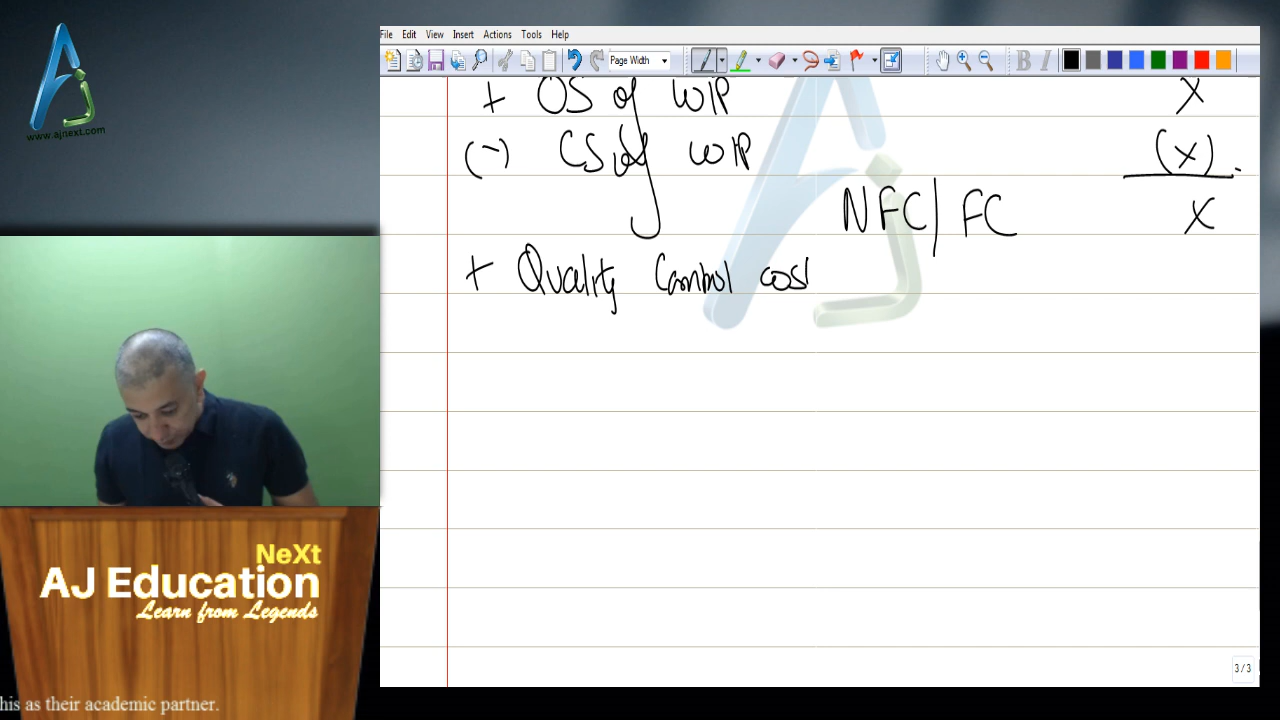 www.ajnext.com
File Edit View Insert Actions Tools Help
Page Width
B I
+ OS of WIP X
(-) CS of WIP (X)
NFC/FC X
+ Quality Control cost
3/3
NeXt
AJ Education
Learn from Legends
his as their academic partner.